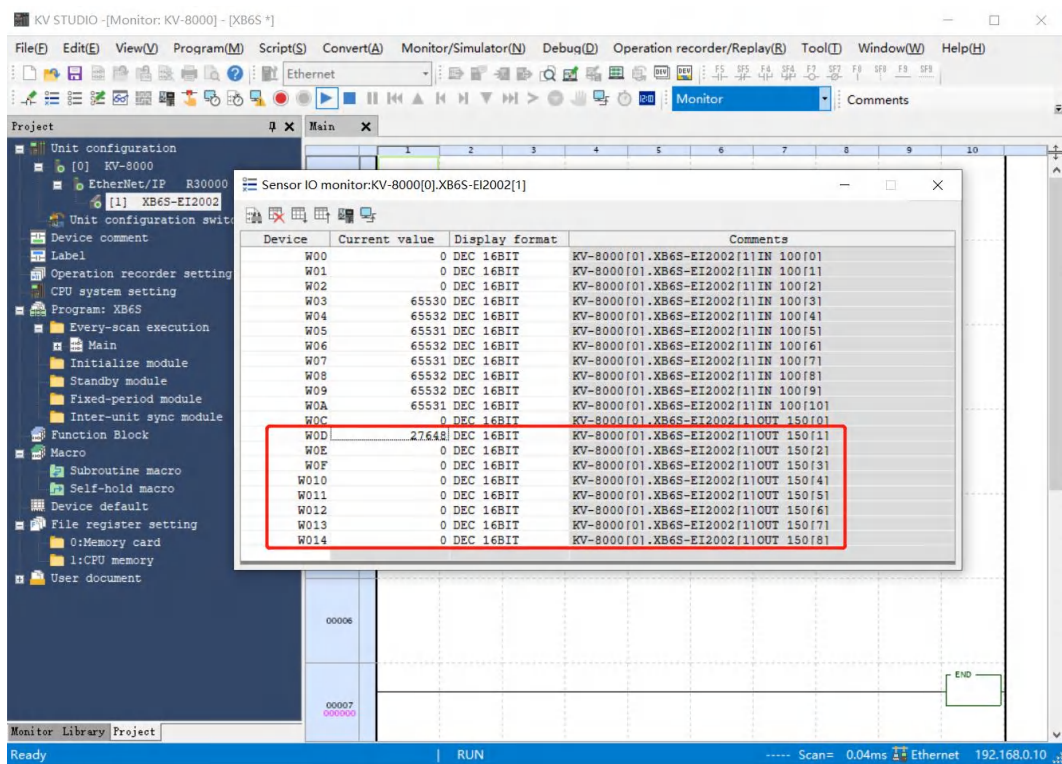 KV STUDIO -[Monitor: KV-8000] - [XB6S *]
File(F) Edit(E) View(V) Program(M) Script(S) Convert(A) Monitor/Simulator(N) Debug(D) Operation recorder/Replay(R) Tool(T) Window(W) Help(H)
Ethernet F5 SF5 F4 SF4 F7 SF7 F8 SF8 F9 SF9
Monitor Comments
Project
Main
Unit configuration
[0] KV-8000
EtherNet/IP R30000
[1] XB6S-EI2002
Unit configuration switc
Device comment
Label
Operation recorder setting
CPU system setting
Program: XB6S
Every-scan execution
Main
Initialize module
Standby module
Fixed-period module
Inter-unit sync module
Function Block
Macro
Subroutine macro
Self-hold macro
Device default
File register setting
0:Memory card
1:CPU memory
User document
Monitor Library Project
1 2 3 4 5 6 7 8 9 10
Sensor IO monitor:KV-8000[0].XB6S-EI2002[1]
Device Current value Display format Comments
W00 0 DEC 16BIT KV-8000[0].XB6S-EI2002[1]IN 100[0]
W01 0 DEC 16BIT KV-8000[0].XB6S-EI2002[1]IN 100[1]
W02 0 DEC 16BIT KV-8000[0].XB6S-EI2002[1]IN 100[2]
W03 65530 DEC 16BIT KV-8000[0].XB6S-EI2002[1]IN 100[3]
W04 65532 DEC 16BIT KV-8000[0].XB6S-EI2002[1]IN 100[4]
W05 65531 DEC 16BIT KV-8000[0].XB6S-EI2002[1]IN 100[5]
W06 65532 DEC 16BIT KV-8000[0].XB6S-EI2002[1]IN 100[6]
W07 65531 DEC 16BIT KV-8000[0].XB6S-EI2002[1]IN 100[7]
W08 65532 DEC 16BIT KV-8000[0].XB6S-EI2002[1]IN 100[8]
W09 65532 DEC 16BIT KV-8000[0].XB6S-EI2002[1]IN 100[9]
W0A 65531 DEC 16BIT KV-8000[0].XB6S-EI2002[1]IN 100[10]
W0C 0 DEC 16BIT KV-8000[0].XB6S-EI2002[1]OUT 150[0]
W0D 27648 DEC 16BIT KV-8000[0].XB6S-EI2002[1]OUT 150[1]
W0E 0 DEC 16BIT KV-8000[0].XB6S-EI2002[1]OUT 150[2]
W0F 0 DEC 16BIT KV-8000[0].XB6S-EI2002[1]OUT 150[3]
W010 0 DEC 16BIT KV-8000[0].XB6S-EI2002[1]OUT 150[4]
W011 0 DEC 16BIT KV-8000[0].XB6S-EI2002[1]OUT 150[5]
W012 0 DEC 16BIT KV-8000[0].XB6S-EI2002[1]OUT 150[6]
W013 0 DEC 16BIT KV-8000[0].XB6S-EI2002[1]OUT 150[7]
W014 0 DEC 16BIT KV-8000[0].XB6S-EI2002[1]OUT 150[8]
00006
END
00007
000000
Ready RUN ----- Scan= 0.04ms Ethernet 192.168.0.10